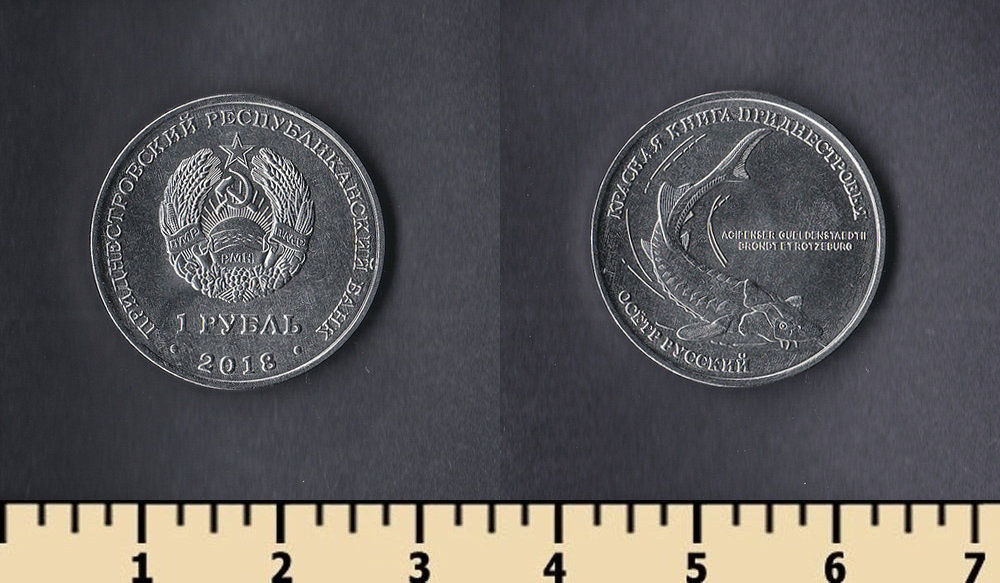 ПРИДНЕСТРОВСКИЙ РЕСПУБЛИКАНСКИЙ БАНК
ПМР
РМН
1 РУБЛЬ
2018
КРАСНАЯ КНИГА ПРИДНЕСТРОВЬЯ
ACIPENSER GUELDENSTAEDTII
BRONDT ET ROTZEBURG
ОСЕТР РУССКИЙ
1 2 3 4 5 6 7